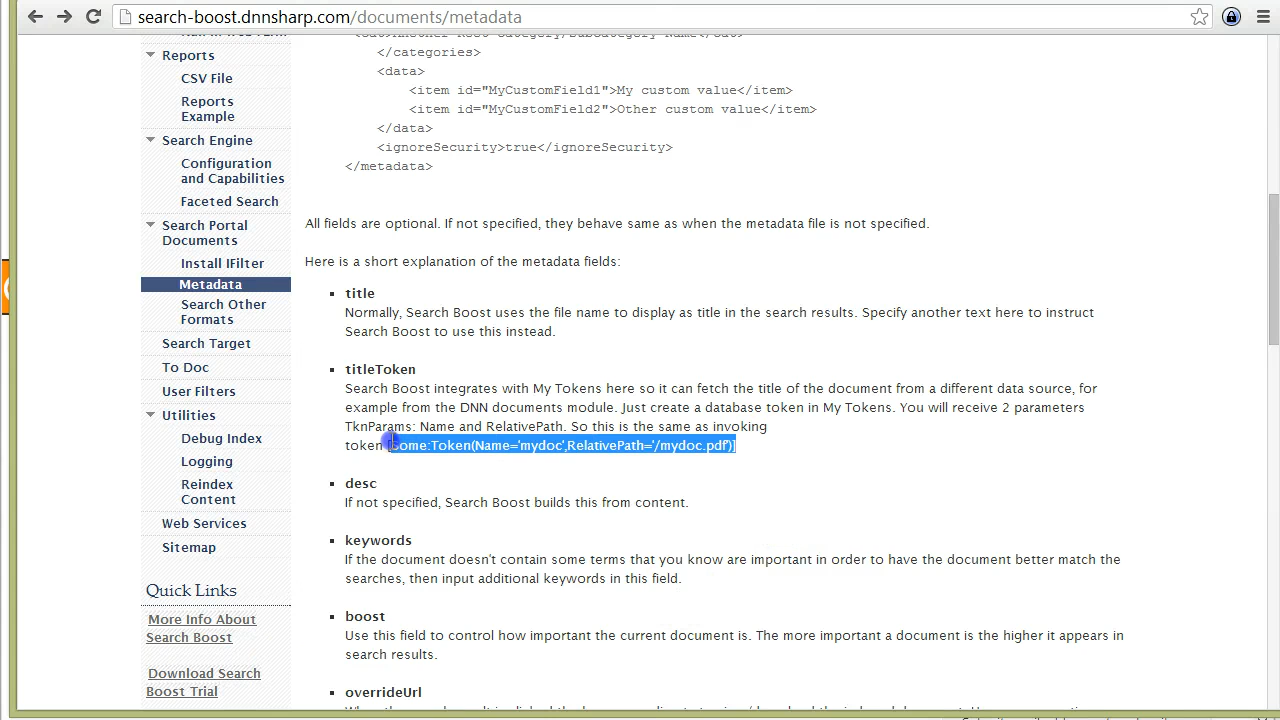 search-boost.dnnsharp.com/documents/metadata
Reports
CSV File
Reports
Example
Search Engine
Configuration
and Capabilities
Faceted Search
Search Portal
Documents
Install IFilter
Metadata
Search Other
Formats
Search Target
To Doc
User Filters
Utilities
Debug Index
Logging
Reindex
Content
Web Services
Sitemap
Quick Links
More Info About
Search Boost
Download Search
Boost Trial
</categories>
<data>
<item id="MyCustomField1">My custom value</item>
<item id="MyCustomField2">Other custom value</item>
</data>
<ignoreSecurity>true</ignoreSecurity>
</metadata>
All fields are optional. If not specified, they behave same as when the metadata file is not specified.
Here is a short explanation of the metadata fields:
title
Normally, Search Boost uses the file name to display as title in the search results. Specify another text here to instruct
Search Boost to use this instead.
titleToken
Search Boost integrates with My Tokens here so it can fetch the title of the document from a different data source, for
example from the DNN documents module. Just create a database token in My Tokens. You will receive 2 parameters
TknParams: Name and RelativePath. So this is the same as invoking
token [Some:Token(Name='mydoc',RelativePath='/mydoc.pdf')]
desc
If not specified, Search Boost builds this from content.
keywords
If the document doesn't contain some terms that you know are important in order to have the document better match the
searches, then input additional keywords in this field.
boost
Use this field to control how important the current document is. The more important a document is the higher it appears in
search results.
overrideUrl